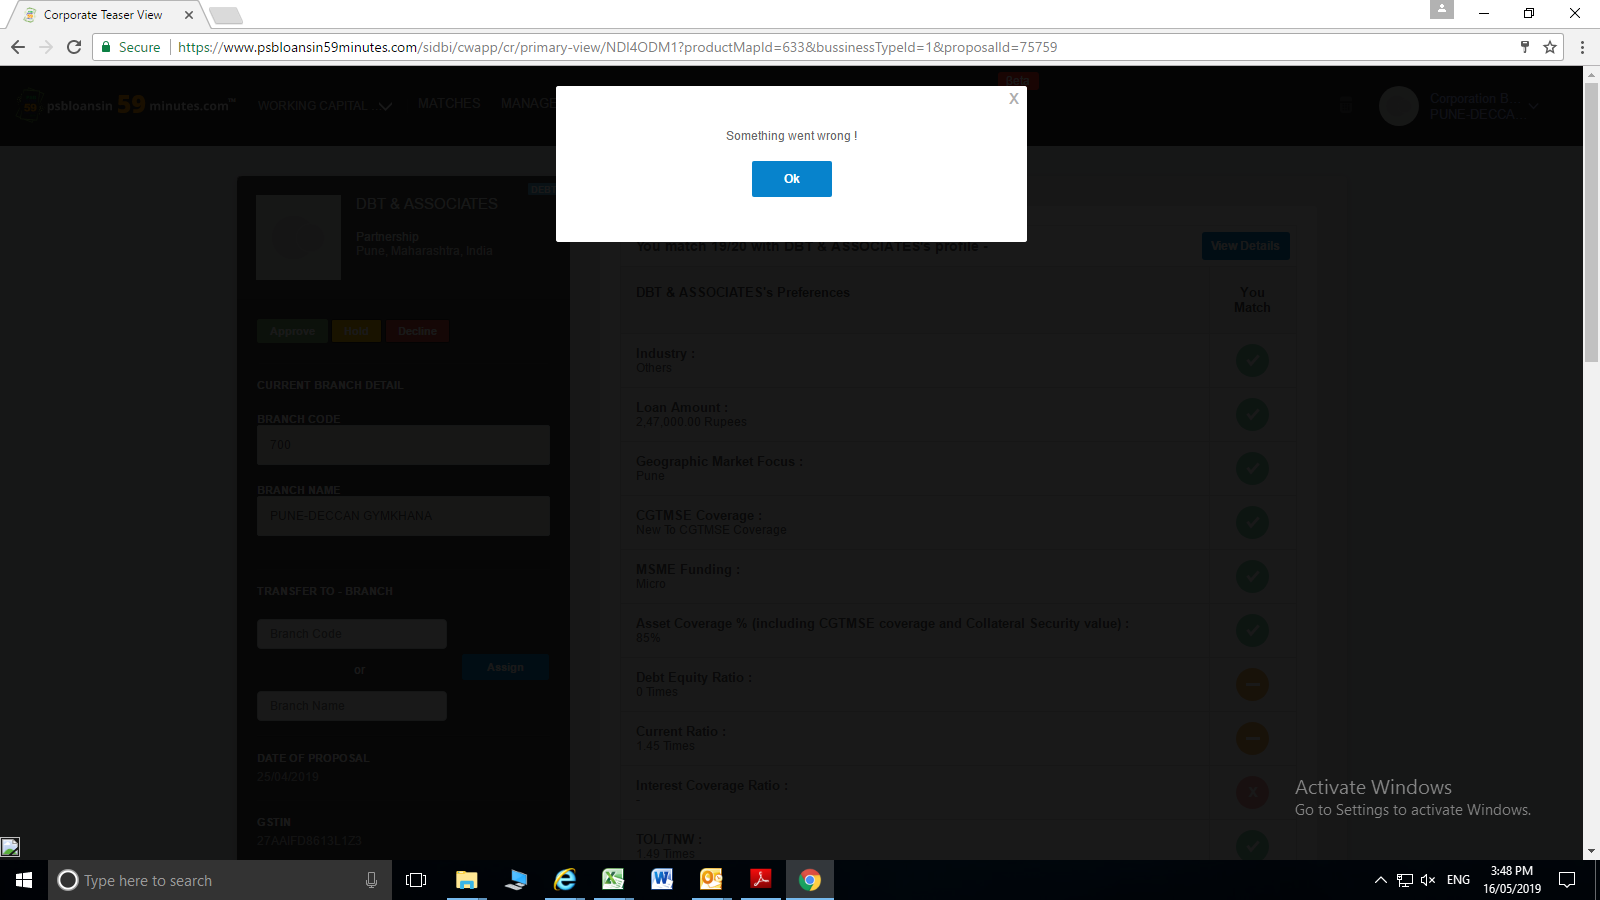 Corporate Teaser View
Secure
https://www.psbloansin59minutes.com/sidbi/cwapp/cr/primary-view/NDI4ODM1?productMapId=633&bussinessTypeId=1&proposalId=75759
psbloansin 59 minutes.com
WORKING CAPITAL
MATCHES
MANAGE
Beta
Corporation B...
PUNE-DECCA...
X
Something went wrong !
Ok
DBT & ASSOCIATES
Partnership
Pune, Maharashtra, India
Approve
Hold
Decline
CURRENT BRANCH DETAIL
BRANCH CODE
700
BRANCH NAME
PUNE-DECCAN GYMKHANA
TRANSFER TO - BRANCH
Branch Code
or
Assign
Branch Name
DATE OF PROPOSAL
25/04/2019
GSTIN
You match 19/20 with DBT & ASSOCIATES's profile -
View Details
DBT & ASSOCIATES's Preferences
You
Match
Industry :
Others
Loan Amount :
2,47,000.00 Rupees
Geographic Market Focus :
Pune
CGTMSE Coverage :
New To CGTMSE Coverage
MSME Funding :
Micro
Asset Coverage % (including CGTMSE coverage and Collateral Security value) :
85%
Debt Equity Ratio :
0 Times
Current Ratio :
1.45 Times
Interest Coverage Ratio :
-
TOL/TNW :
1.49 Times
Activate Windows
Go to Settings to activate Windows.
Type here to search
ENG
3:48 PM
16/05/2019